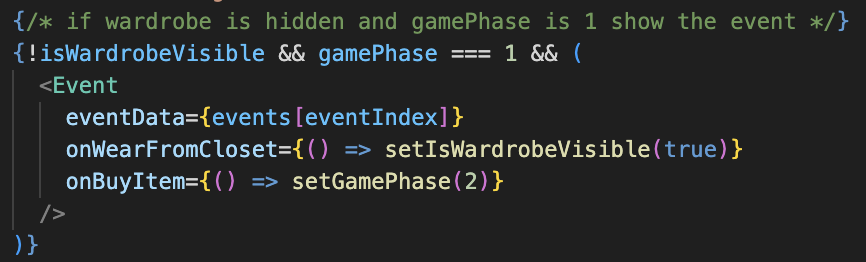 {/* if wardrobe is hidden and gamePhase is 1 show the event */}
{!isWardrobeVisible && gamePhase === 1 && (
  <Event
    eventData={events[eventIndex]}
    onWearFromCloset={() => setIsWardrobeVisible(true)}
    onBuyItem={() => setGamePhase(2)}
  />
)}